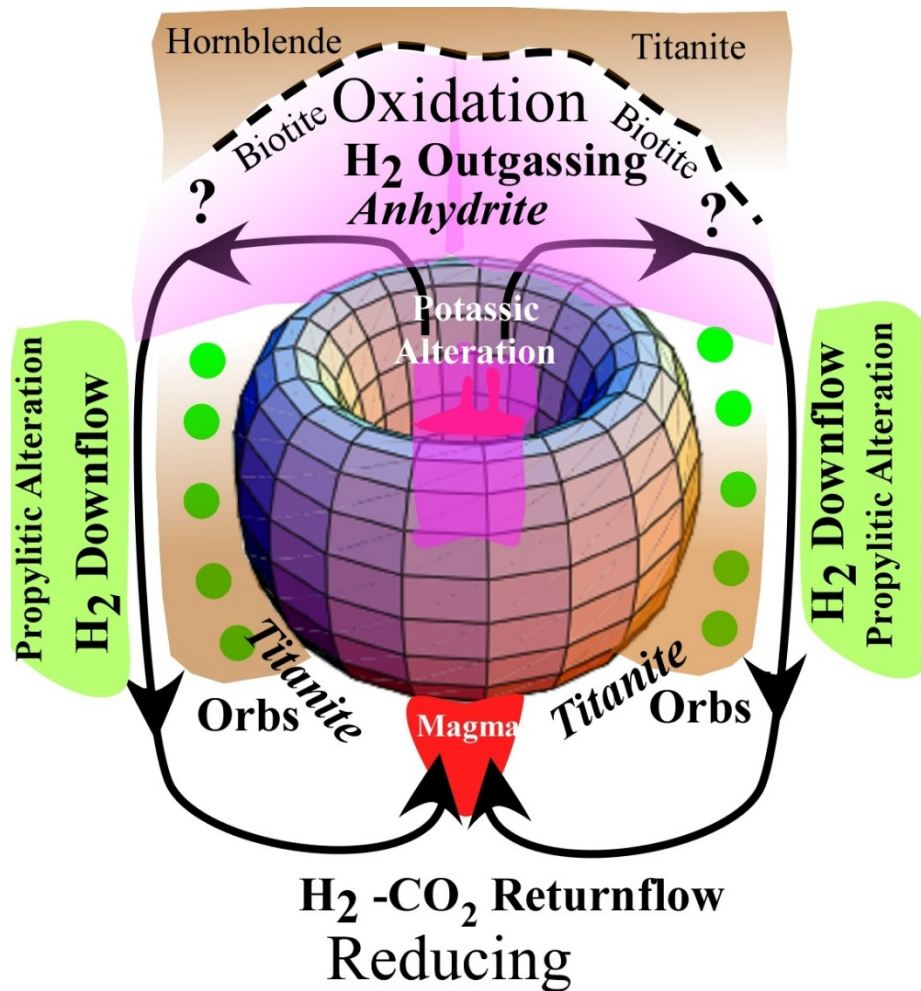 Hornblende
Titanite
Oxidation
Biotite
Biotite
H2 Outgassing
?
?
Anhydrite
Potassic
Alteration
Propylitic Alteration
H2 Downflow
H2 Downflow
Propylitic Alteration
Titanite
Titanite
Orbs
Orbs
Magma
H2 -CO2 Returnflow
Reducing